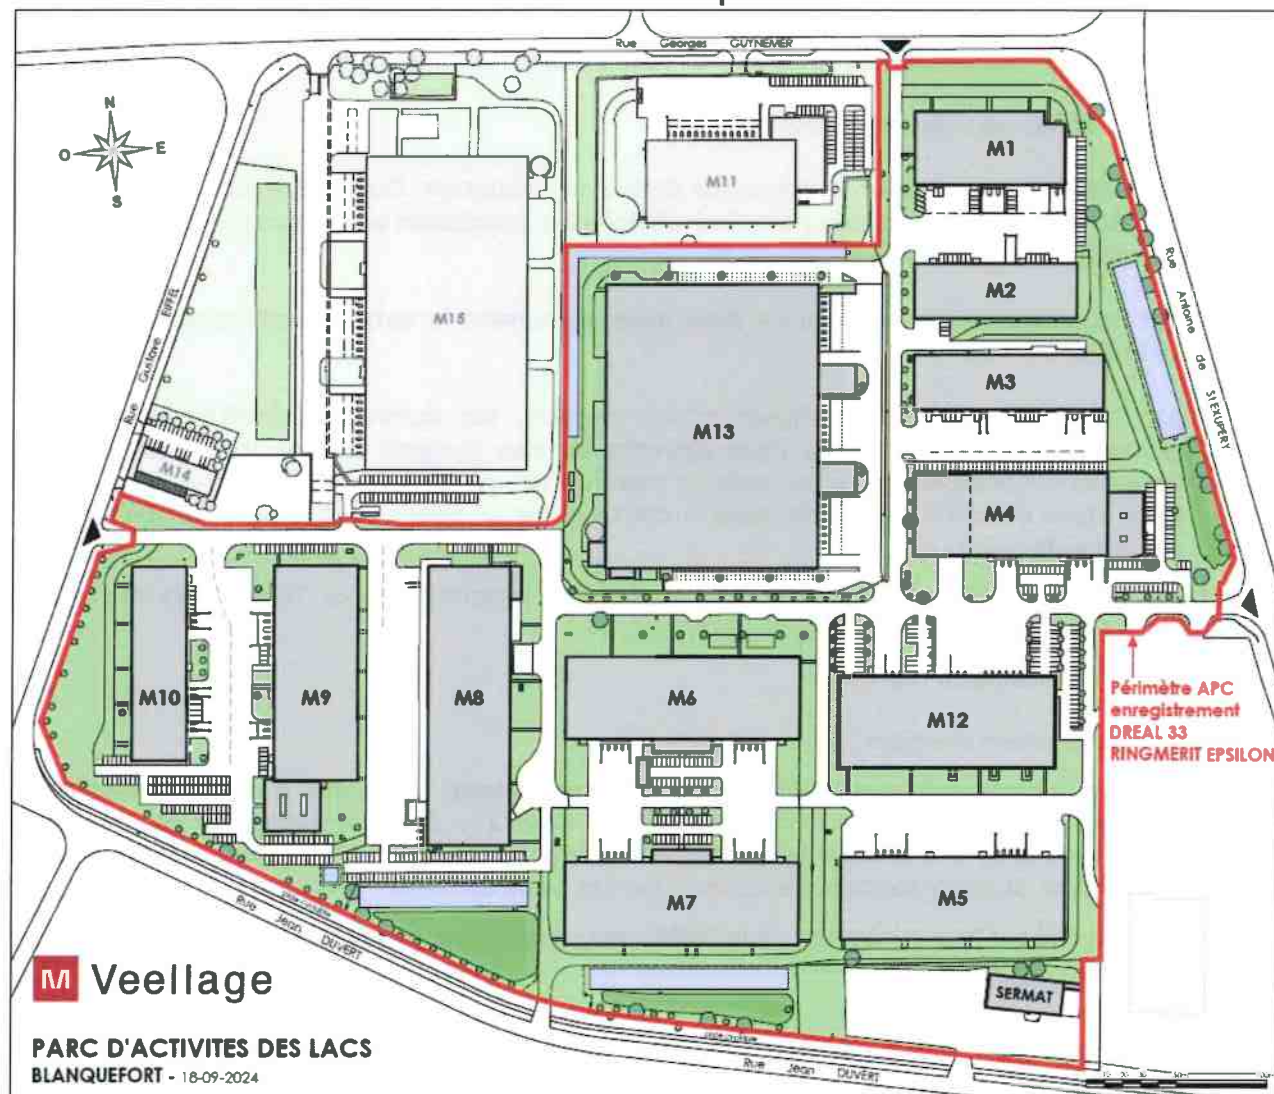 Rue Georges GUYNEMER
N
O
E
S
M1
M11
M2
Rue Antoine de St EXUPERY
Rue Gustave EIFFEL
M15
M3
M13
M14
M4
M10
M9
M8
M6
M12
Périmètre APC
enregistrement
DREAL 33
RINGMERIT EPSILON
M7
M5
SERMAT
Rue Jean DUVERT
Rue Jean DUVERT
M Veellage
PARC D'ACTIVITES DES LACS
BLANQUEFORT - 18-09-2024